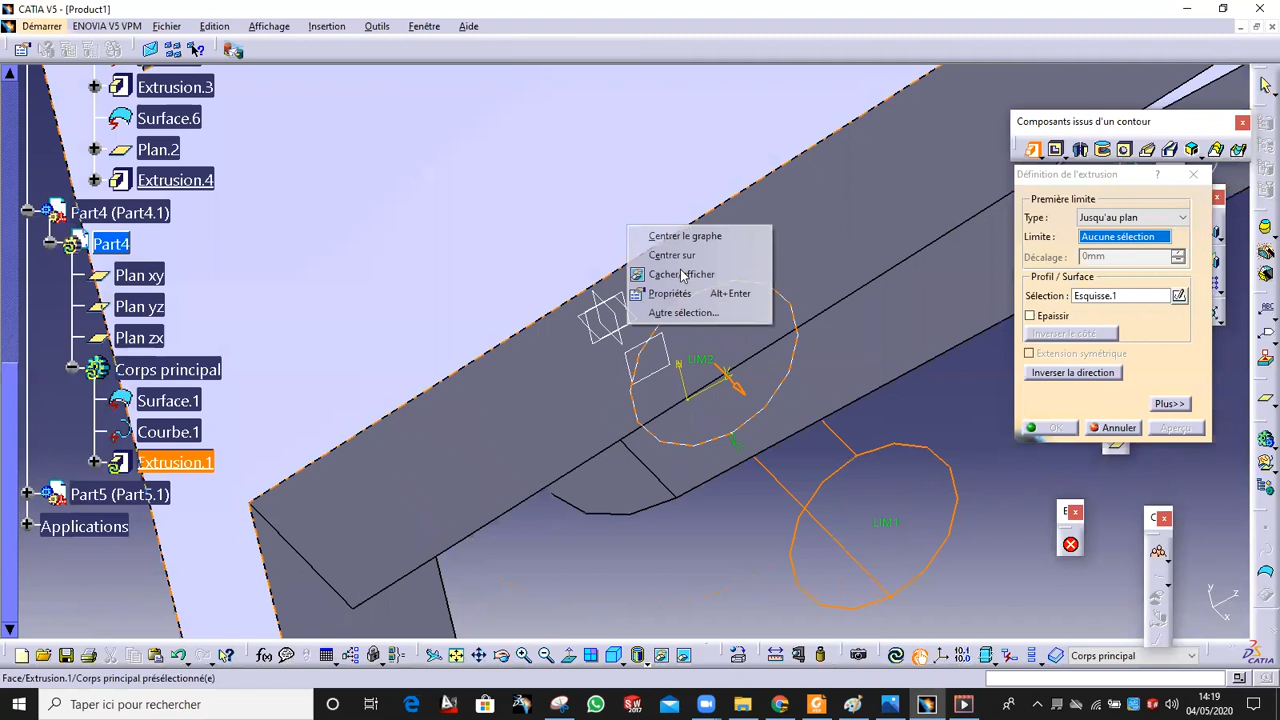 CATIA V5 - [Product1]
Démarrer ENOVIA V5 VPM Fichier Edition Affichage Insertion Outils Fenêtre Aide
Extrusion.3
Surface.6
Plan.2
Extrusion.4
Part4 (Part4.1)
Part4
Plan xy
Plan yz
Plan zx
Corps principal
Surface.1
Courbe.1
Extrusion.1
Part5 (Part5.1)
Applications
Centrer le graphe
Centrer sur
Cacher/afficher
Propriétés Alt+Enter
Autre sélection...
LIM2
LIM1
Composants issus d'un contour
Définition de l'extrusion ?
Première limite
Type : Jusqu'au plan
Limite : Aucune sélection
Décalage : 0mm
Profil / Surface
Sélection : Esquisse.1
Epaissir
Inverser le côté
Extension symétrique
Inverser la direction
Plus>>
OK Annuler Aperçu
E
C
y
z
x
f(x) 10.1 10.0 Corps principal
CATIA
Face/Extrusion.1/Corps principal présélectionné(e)
Taper ici pour rechercher
14:19
04/05/2020